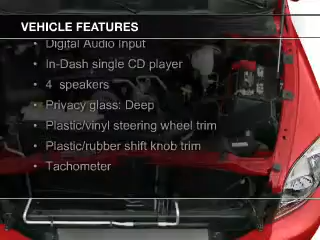 VEHICLE FEATURES
• Digital Audio Input
• In-Dash single CD player
• 4 speakers
• Privacy glass: Deep
• Plastic/vinyl steering wheel trim
• Plastic/rubber shift knob trim
• Tachometer